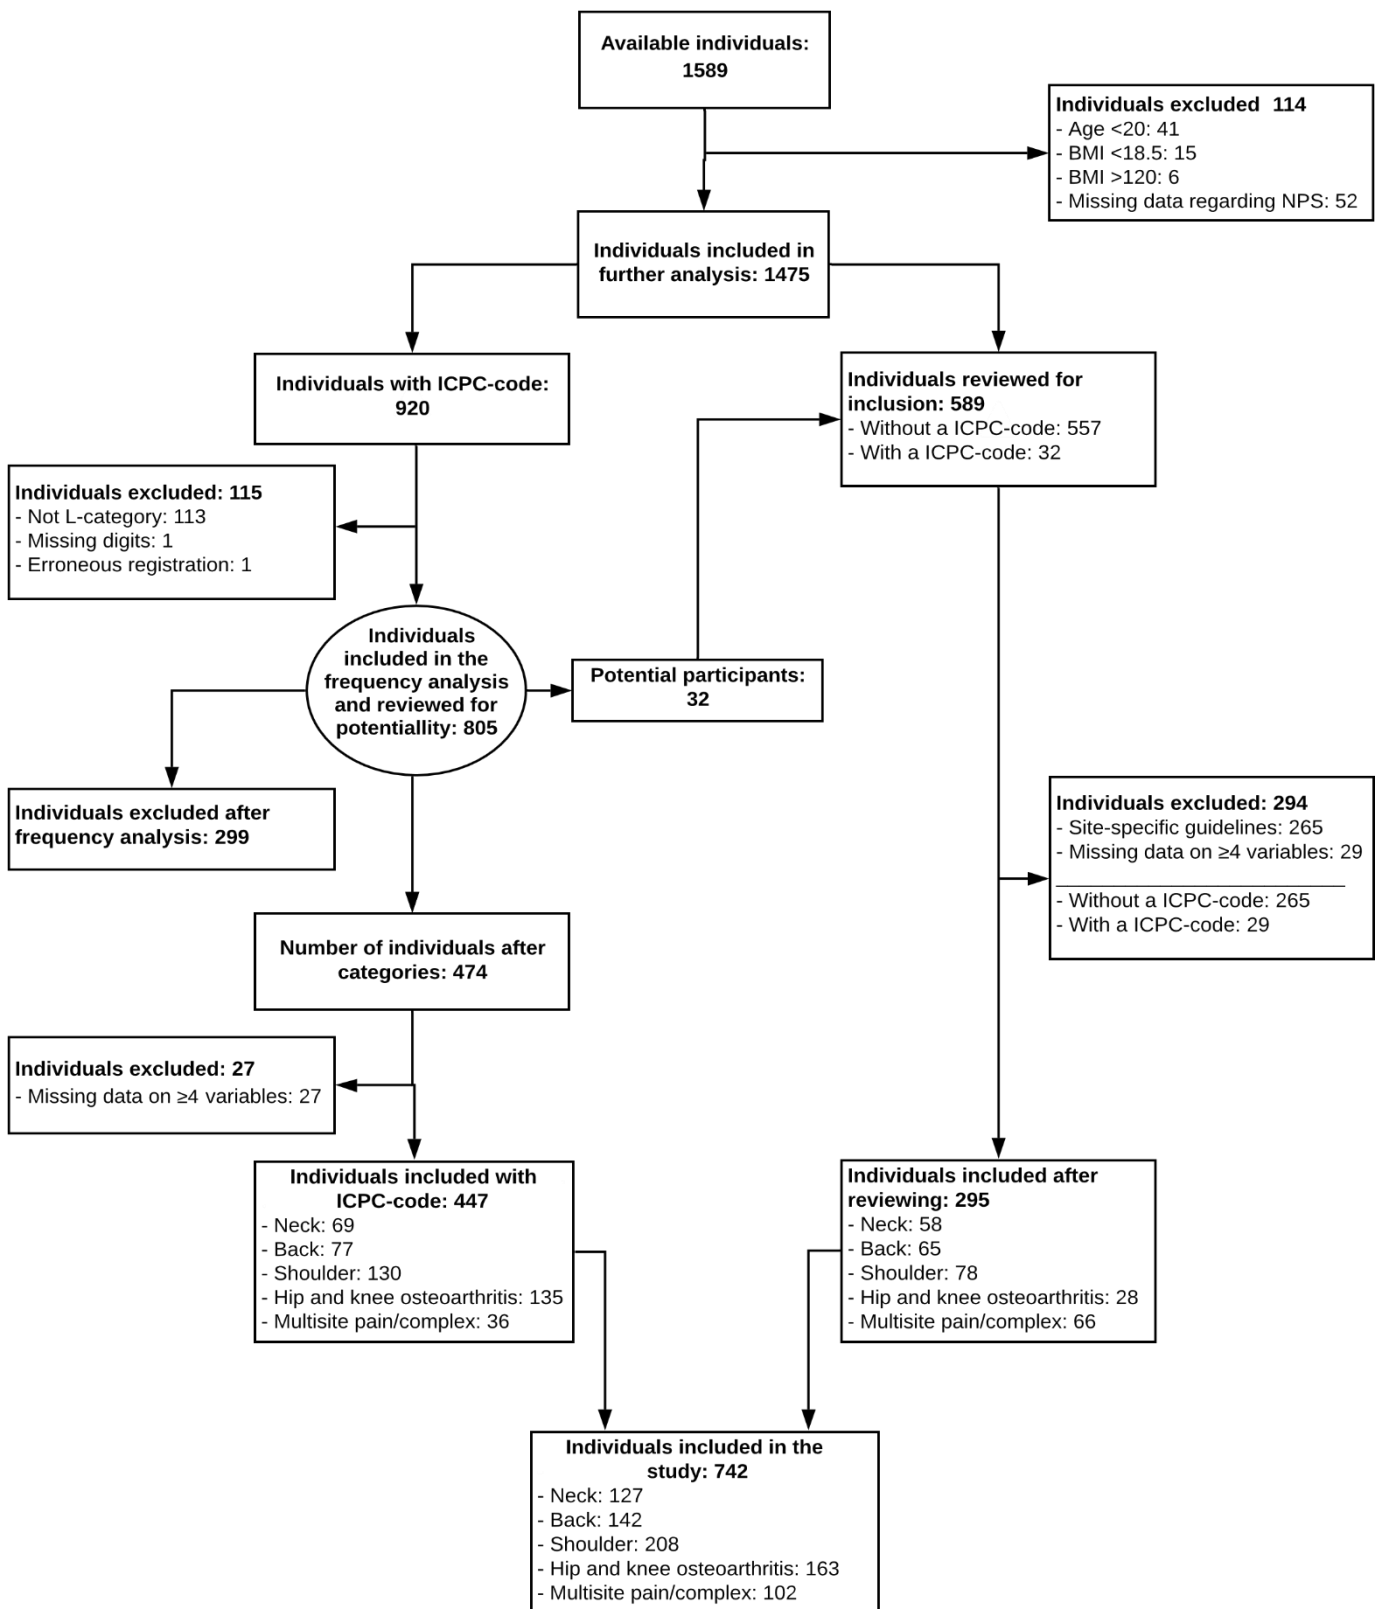 Available individuals:
1589
Individuals excluded  114
- Age <20: 41
- BMI <18.5: 15
- BMI >120: 6
- Missing data regarding NPS: 52
Individuals included in
further analysis: 1475
Individuals with ICPC-code:
920
Individuals reviewed for
inclusion: 589
- Without a ICPC-code: 557
- With a ICPC-code: 32
Individuals excluded: 115
- Not L-category: 113
- Missing digits: 1
- Erroneous registration: 1
Individuals
included in the
frequency analysis
and reviewed for
potentiallity: 805
Potential participants:
32
Individuals excluded after
frequency analysis: 299
Individuals excluded: 294
- Site-specific guidelines: 265
- Missing data on ≥4 variables: 29
- Without a ICPC-code: 265
- With a ICPC-code: 29
Number of individuals after
categories: 474
Individuals excluded: 27
- Missing data on ≥4 variables: 27
Individuals included with
ICPC-code: 447
- Neck: 69
- Back: 77
- Shoulder: 130
- Hip and knee osteoarthritis: 135
- Multisite pain/complex: 36
Individuals included after
reviewing: 295
- Neck: 58
- Back: 65
- Shoulder: 78
- Hip and knee osteoarthritis: 28
- Multisite pain/complex: 66
Individuals included in the
study: 742
- Neck: 127
- Back: 142
- Shoulder: 208
- Hip and knee osteoarthritis: 163
- Multisite pain/complex: 102